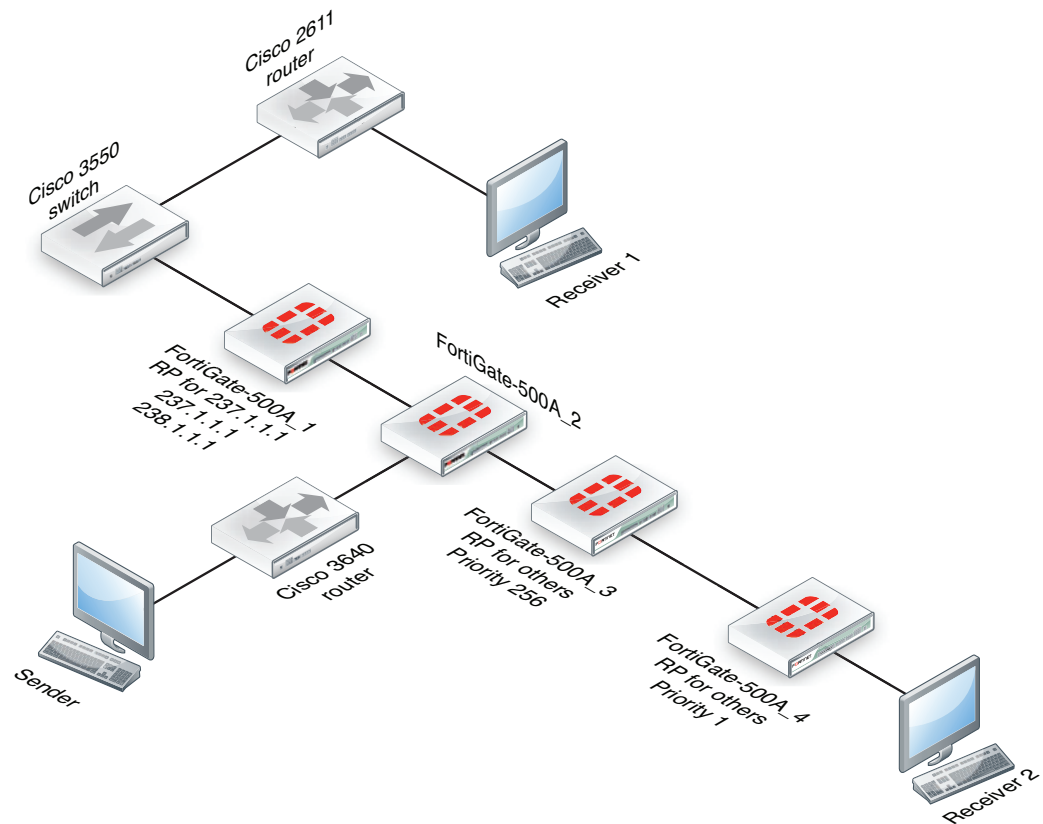 Cisco 2611
router
Cisco 3550
switch
Receiver 1
FortiGate-500A_1
RP for 237.1.1.1
237.1.1.1
238.1.1.1
FortiGate-500A_2
FortiGate-500A_3
RP for others
Priority 256
Cisco 3640
router
Sender
FortiGate-500A_4
RP for others
Priority 1
Receiver 2